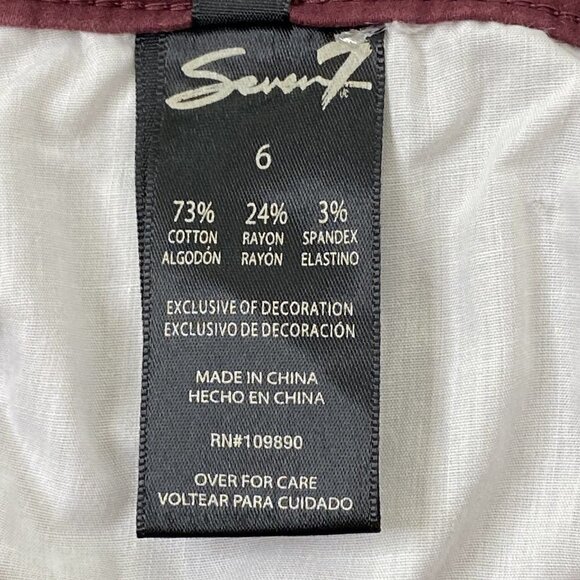 Seven7
6
73% 24% 3%
COTTON RAYON SPANDEX
ALGODÓN RAYÓN ELASTINO
EXCLUSIVE OF DECORATION
EXCLUSIVO DE DECORACIÓN
MADE IN CHINA
HECHO EN CHINA
RN#109890
OVER FOR CARE
VOLTEAR PARA CUIDADO